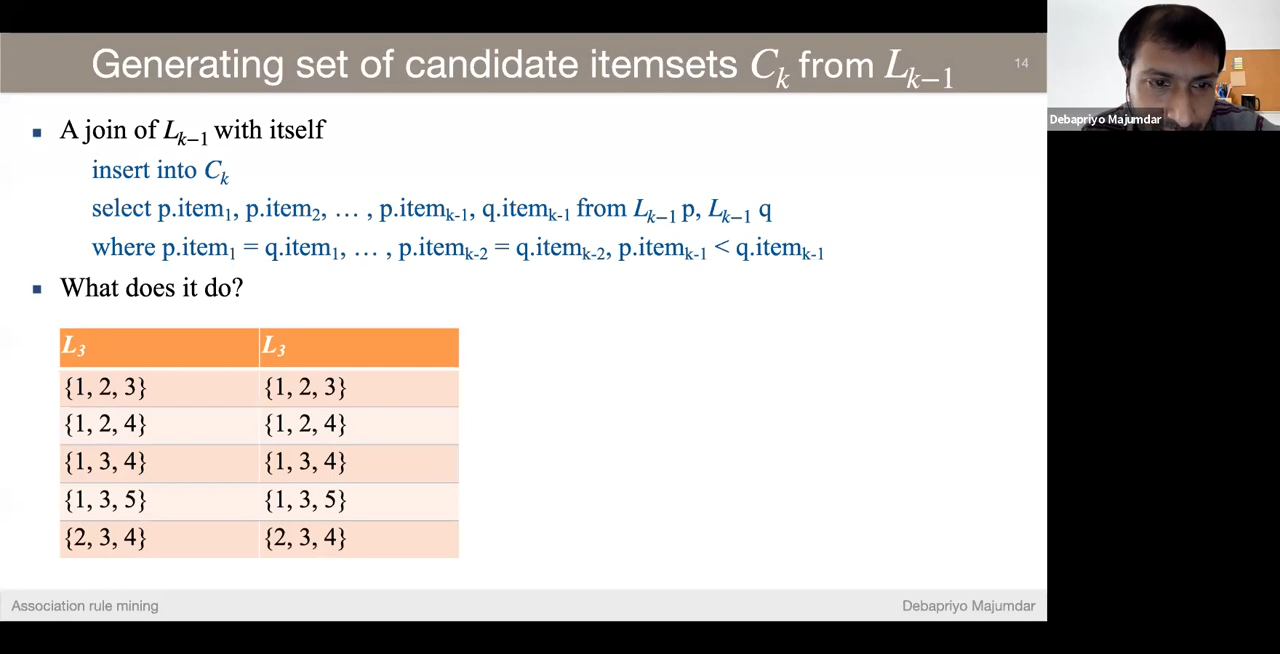 Generating set of candidate itemsets Cₖ from Lₖ₋₁
14
Debapriyo Majumdar
▪ A join of Lₖ₋₁ with itself
insert into Cₖ
select p.item₁, p.item₂, … , p.itemₖ₋₁, q.itemₖ₋₁ from Lₖ₋₁ p, Lₖ₋₁ q
where p.item₁ = q.item₁, … , p.itemₖ₋₂ = q.itemₖ₋₂, p.itemₖ₋₁ < q.itemₖ₋₁
▪ What does it do?
L₃ L₃
{1, 2, 3} {1, 2, 3}
{1, 2, 4} {1, 2, 4}
{1, 3, 4} {1, 3, 4}
{1, 3, 5} {1, 3, 5}
{2, 3, 4} {2, 3, 4}
Association rule mining Debapriyo Majumdar